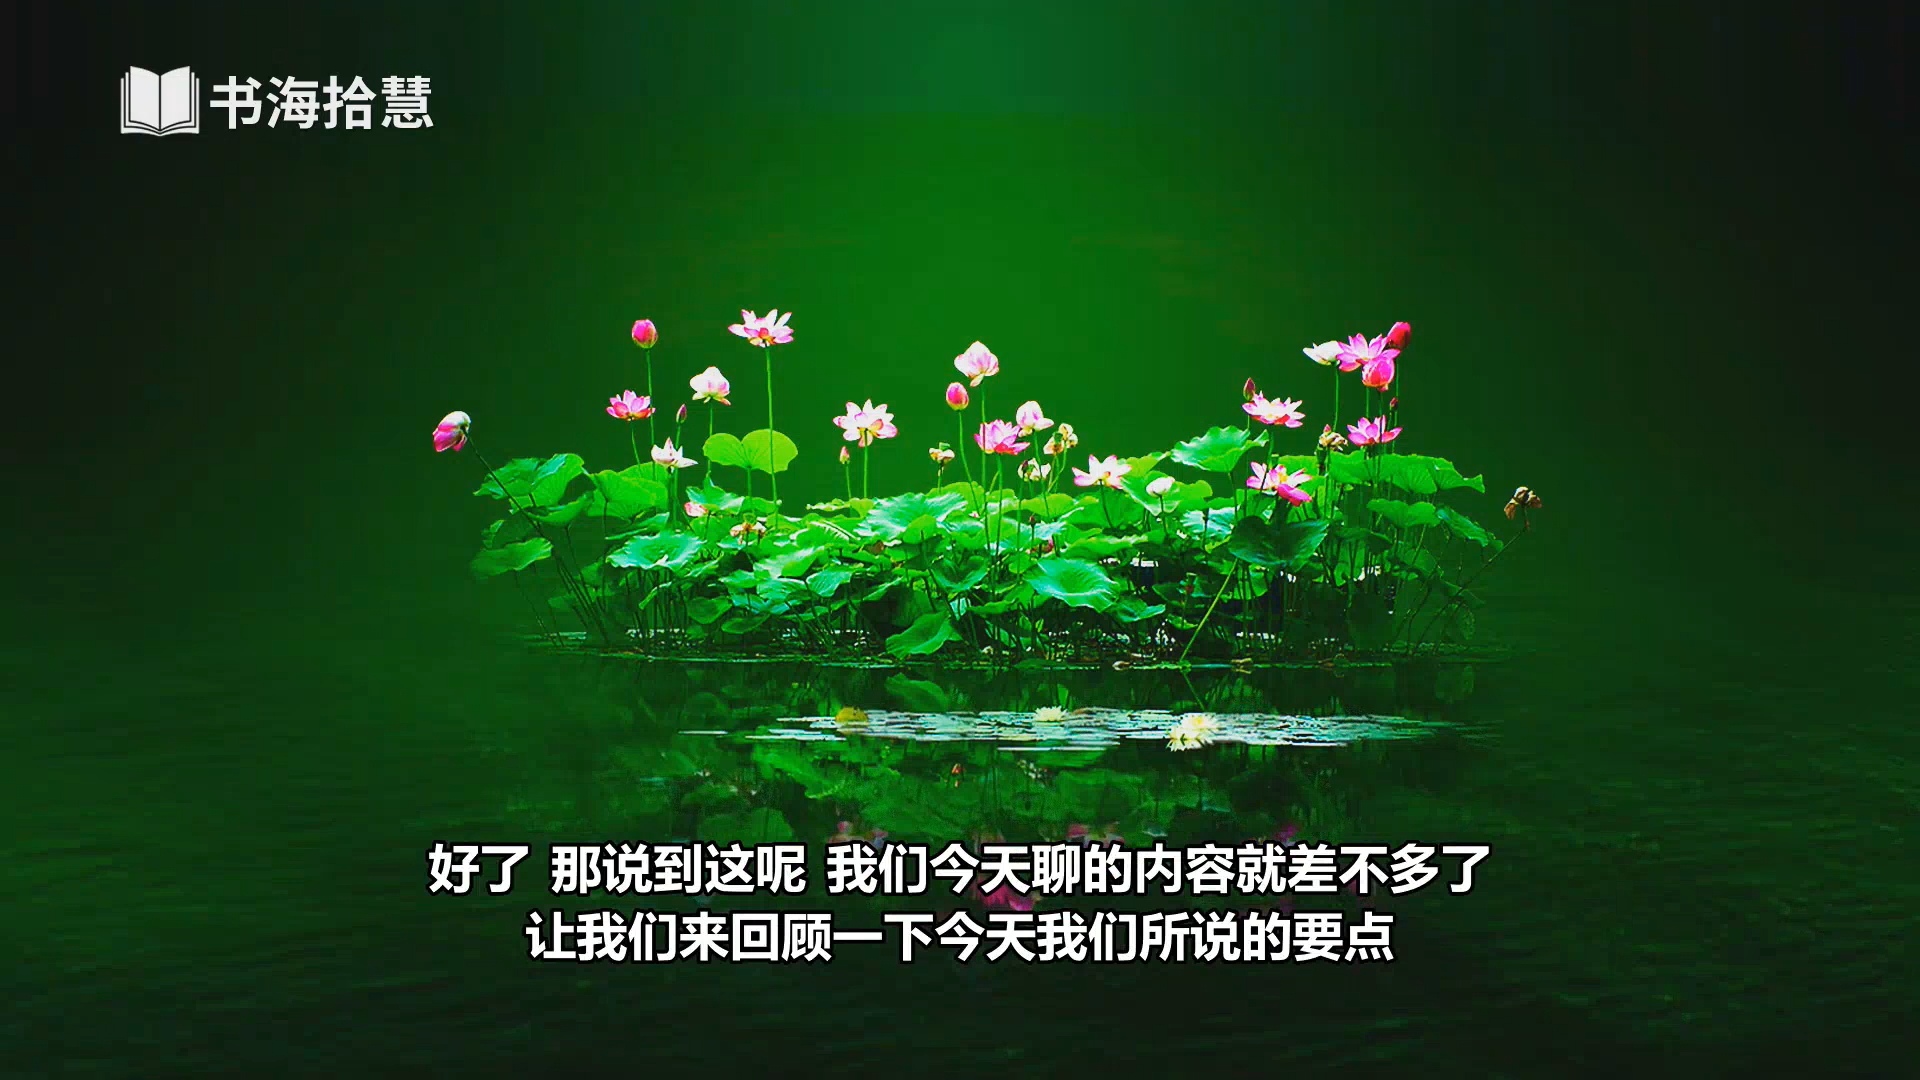 书海拾慧
好了 那说到这呢 我们今天聊的内容就差不多了
让我们来回顾一下今天我们所说的要点